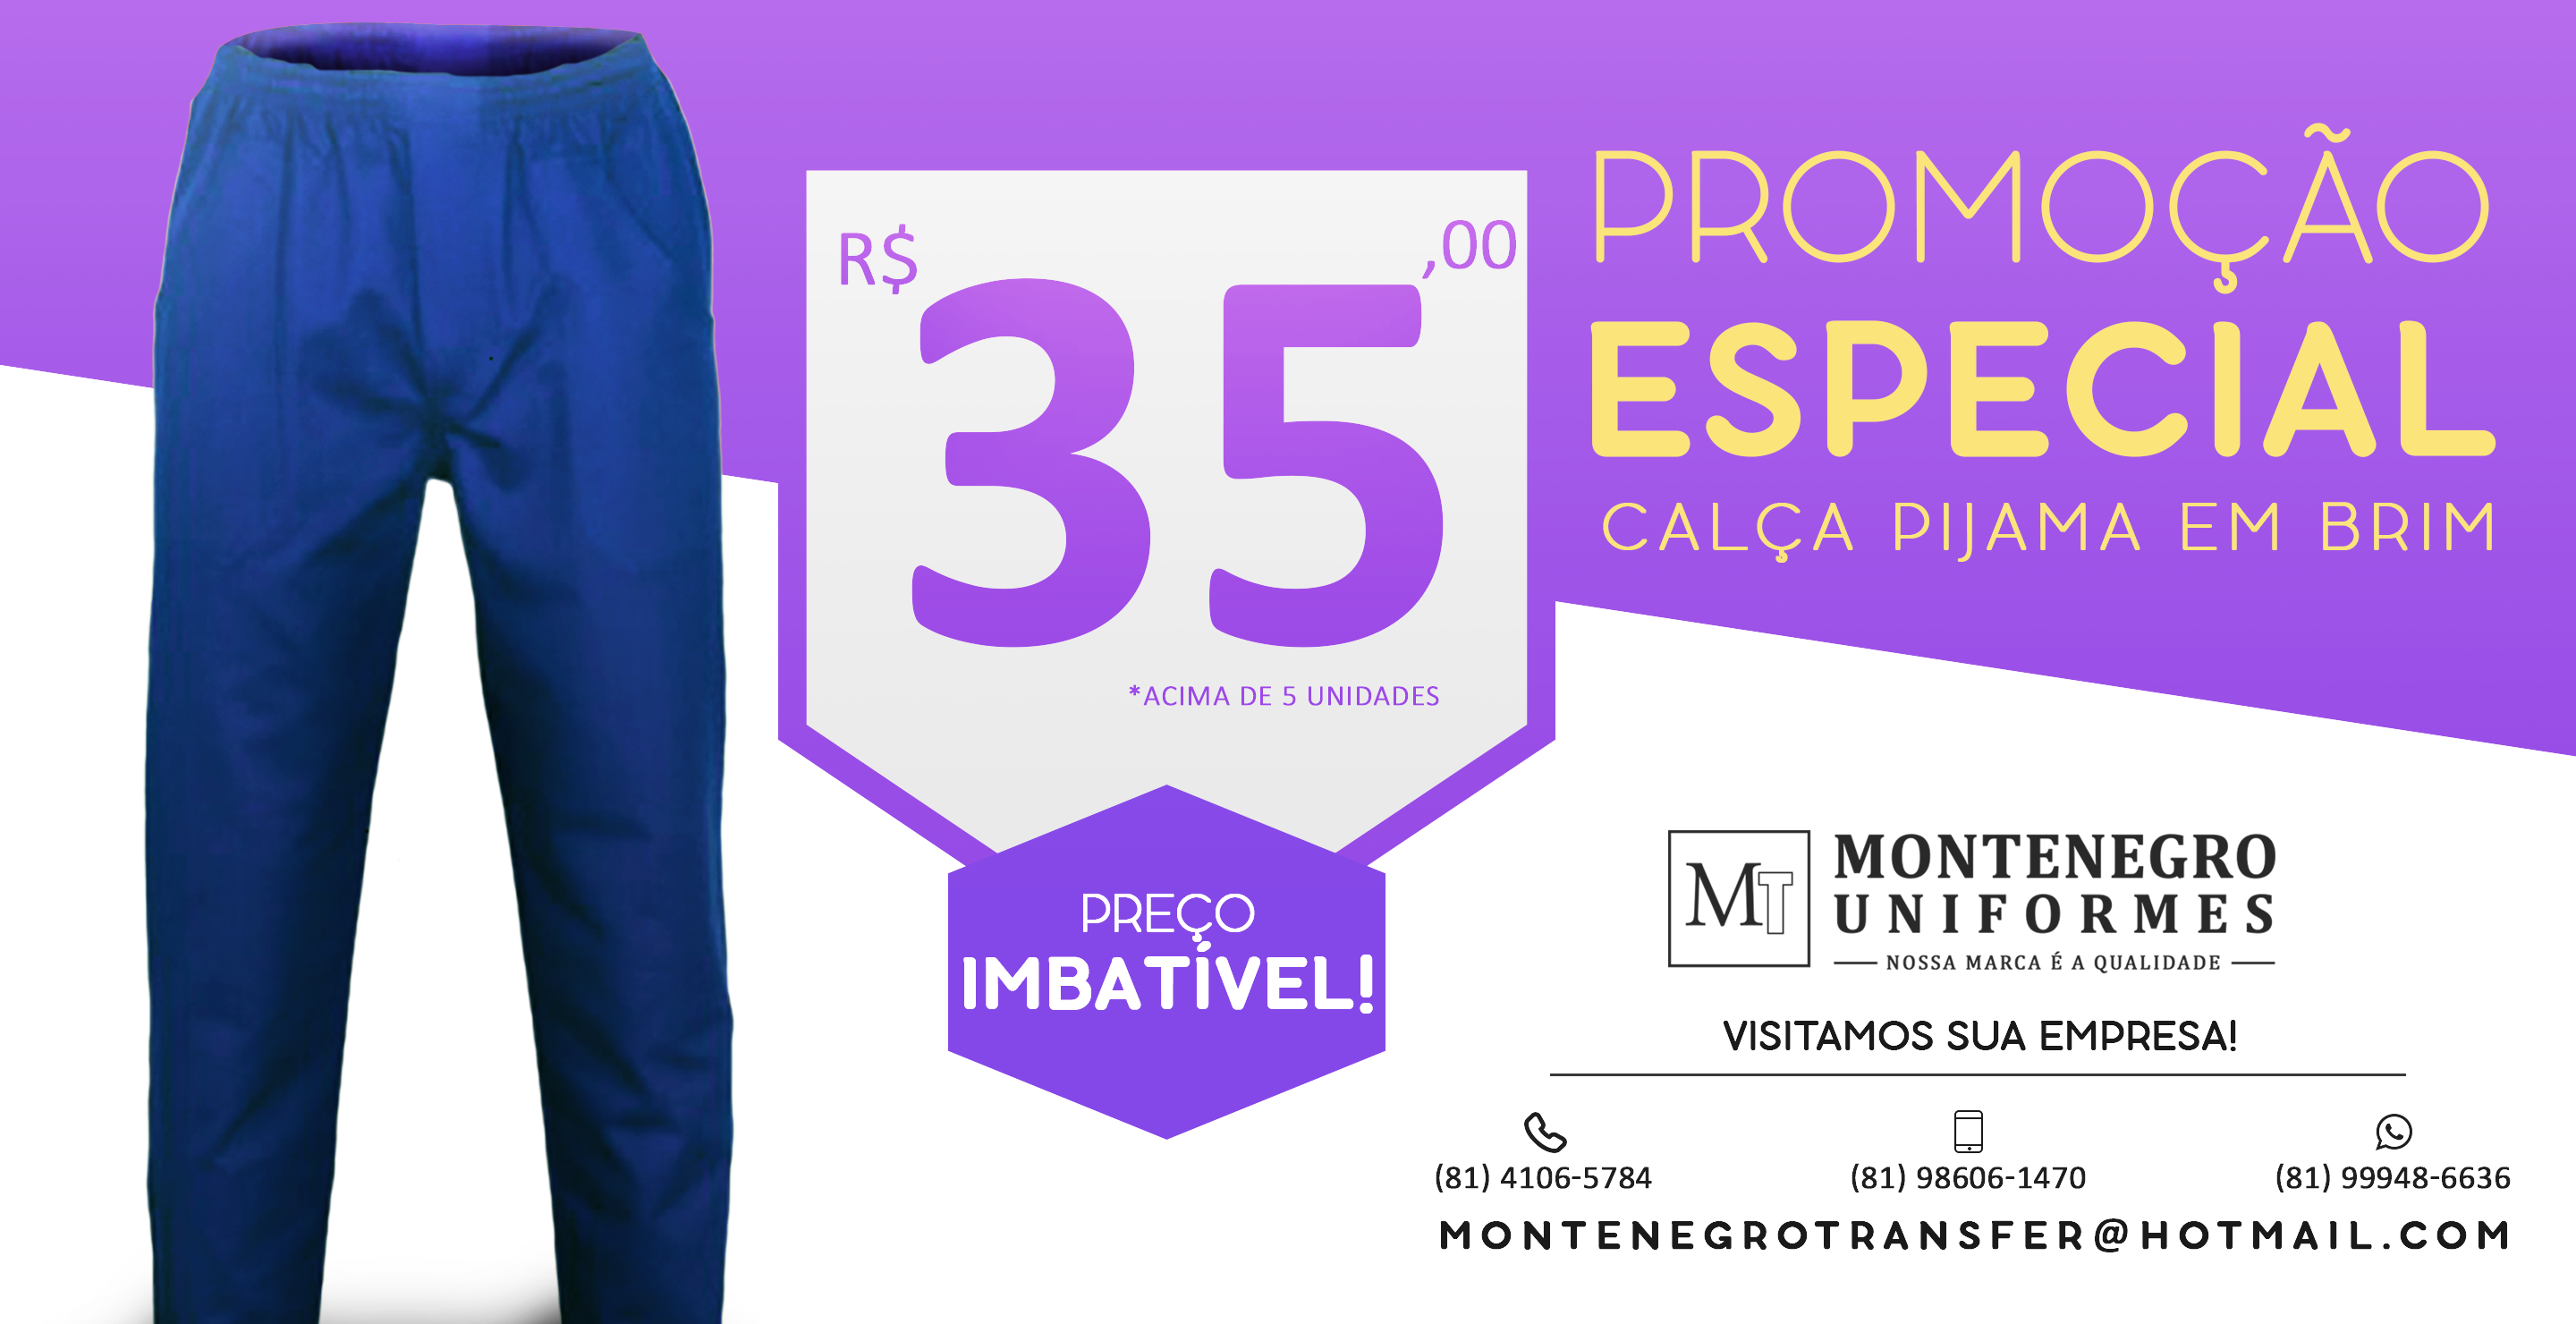 PROMOÇÃO
ESPECIAL
CALÇA PIJAMA EM BRIM
R$ 35,00
*ACIMA DE 5 UNIDADES
PREÇO
IMBATÍVEL!
MT
MONTENEGRO
UNIFORMES
NOSSA MARCA É A QUALIDADE
VISITAMOS SUA EMPRESA!
(81) 4106-5784 (81) 98606-1470 (81) 99948-6636
MONTENEGROTRANSFER@HOTMAIL.COM